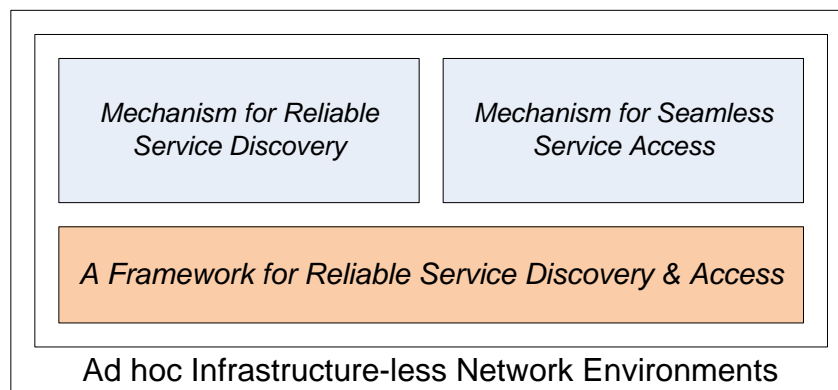 Mechanism for Reliable
Service Discovery
Mechanism for Seamless
Service Access
A Framework for Reliable Service Discovery & Access
Ad hoc Infrastructure-less Network Environments